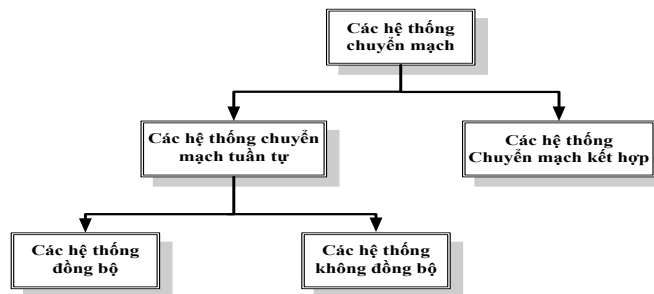 Các hệ thống
chuyển mạch
Các hệ thống chuyển
mạch tuần tự
Các hệ thống
Chuyển mạch kết hợp
Các hệ thống
đồng bộ
Các hệ thống
không đồng bộ